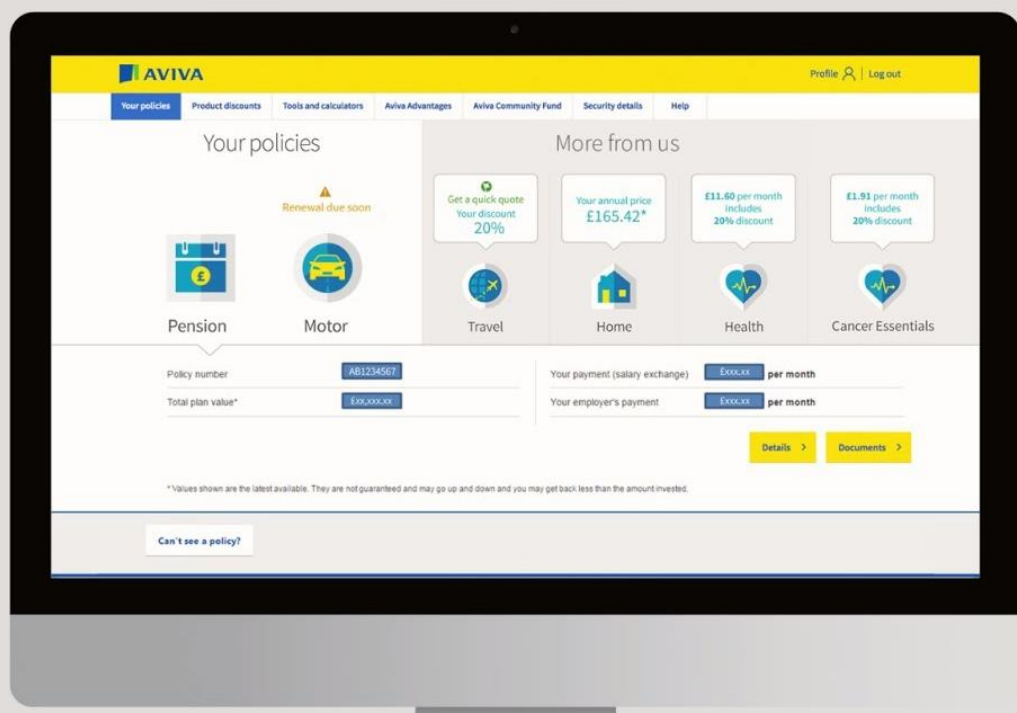 AVIVA
Profile
Log out
Your policies
Product discounts
Tools and calculators
Aviva Advantages
Aviva Community Fund
Security details
Help
Your policies
More from us
Renewal due soon
£
Pension
Motor
Get a quick quote
Your discount
20%
Travel
Your annual price
£165.42*
Home
£11.60 per month
includes
20% discount
Health
£1.91 per month
includes
20% discount
Cancer Essentials
Policy number
AB1234567
Total plan value*
£xx,xxx.xx
Your payment (salary exchange)
£xxx.xx per month
Your employer's payment
£xxx.xx per month
Details >
Documents >
* Values shown are the latest available. They are not guaranteed and may go up and down and you may get back less than the amount invested.
Can't see a policy?